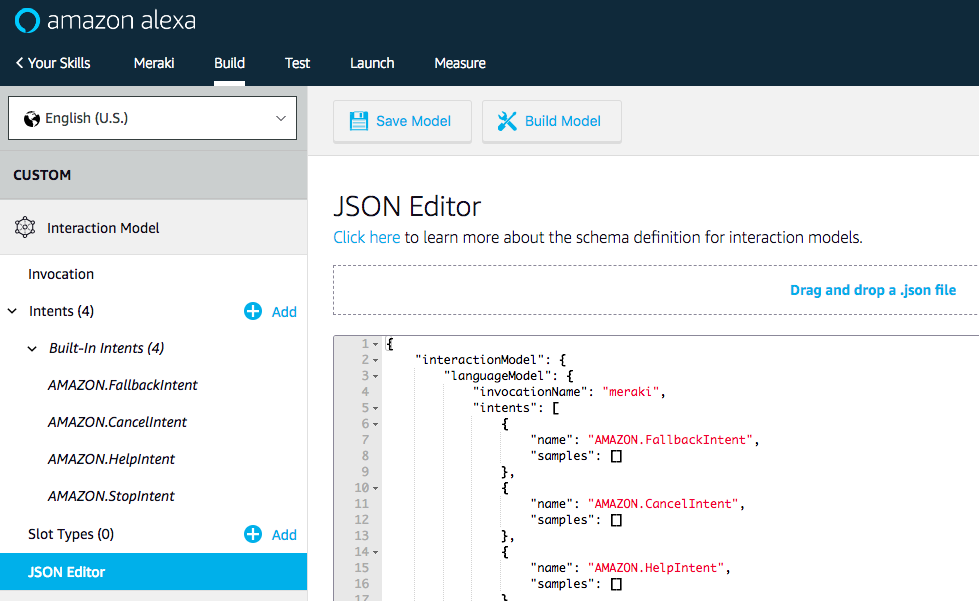 amazon alexa
Your Skills Meraki Build Test Launch Measure
English (U.S.)
Save Model Build Model
CUSTOM
Interaction Model
Invocation
Intents (4) Add
Built-In Intents (4)
AMAZON.FallbackIntent
AMAZON.CancelIntent
AMAZON.HelpIntent
AMAZON.StopIntent
Slot Types (0) Add
JSON Editor
JSON Editor
Click here to learn more about the schema definition for interaction models.
Drag and drop a .json file
1 {
2 "interactionModel": {
3 "languageModel": {
4 "invocationName": "meraki",
5 "intents": [
6 {
7 "name": "AMAZON.FallbackIntent",
8 "samples": []
9 },
10 {
11 "name": "AMAZON.CancelIntent",
12 "samples": []
13 },
14 {
15 "name": "AMAZON.HelpIntent",
16 "samples": []
17 }